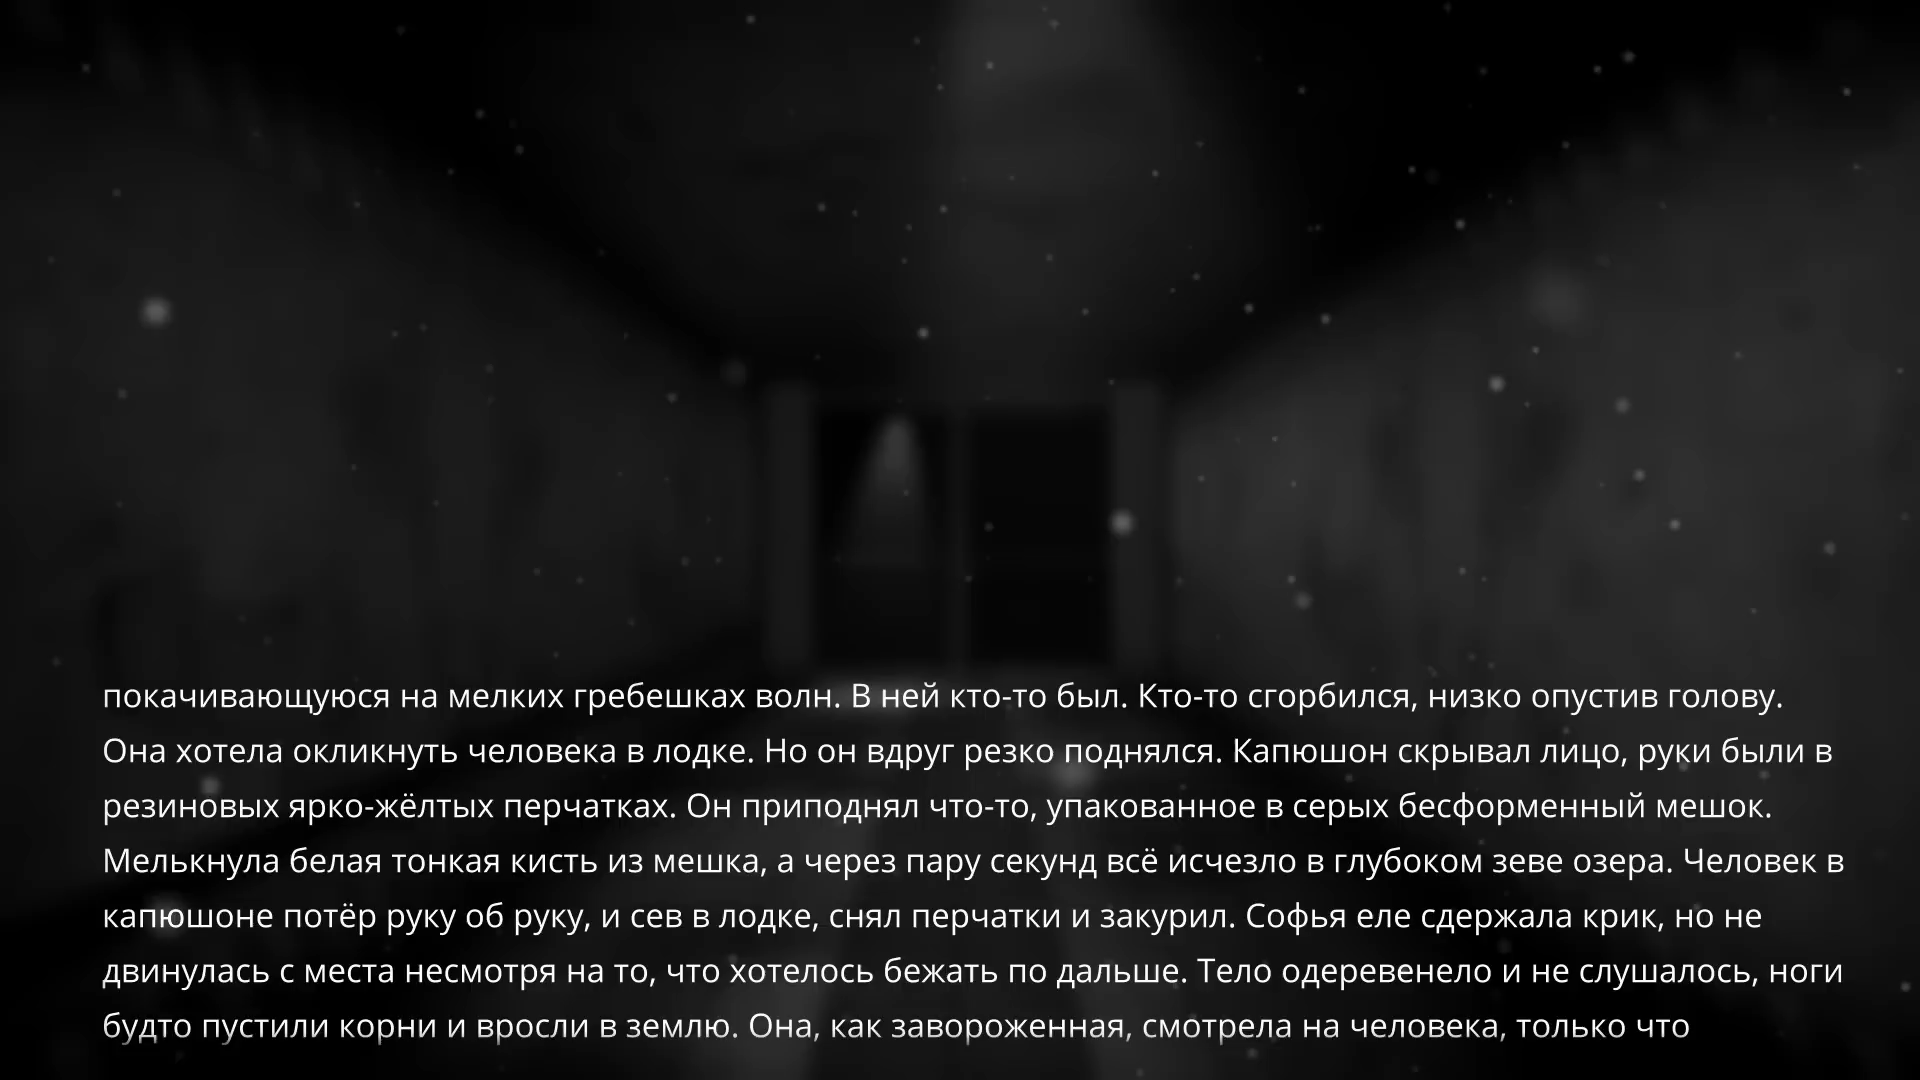 покачивающуюся на мелких гребешках волн. В ней кто-то был. Кто-то сгорбился, низко опустив голову.
Она хотела окликнуть человека в лодке. Но он вдруг резко поднялся. Капюшон скрывал лицо, руки были в
резиновых ярко-жёлтых перчатках. Он приподнял что-то, упакованное в серых бесформенный мешок.
Мелькнула белая тонкая кисть из мешка, а через пару секунд всё исчезло в глубоком зеве озера. Человек в
капюшоне потёр руку об руку, и сев в лодке, снял перчатки и закурил. Софья еле сдержала крик, но не
двинулась с места несмотря на то, что хотелось бежать по дальше. Тело одеревенело и не слушалось, ноги
будто пустили корни и вросли в землю. Она, как завороженная, смотрела на человека, только что